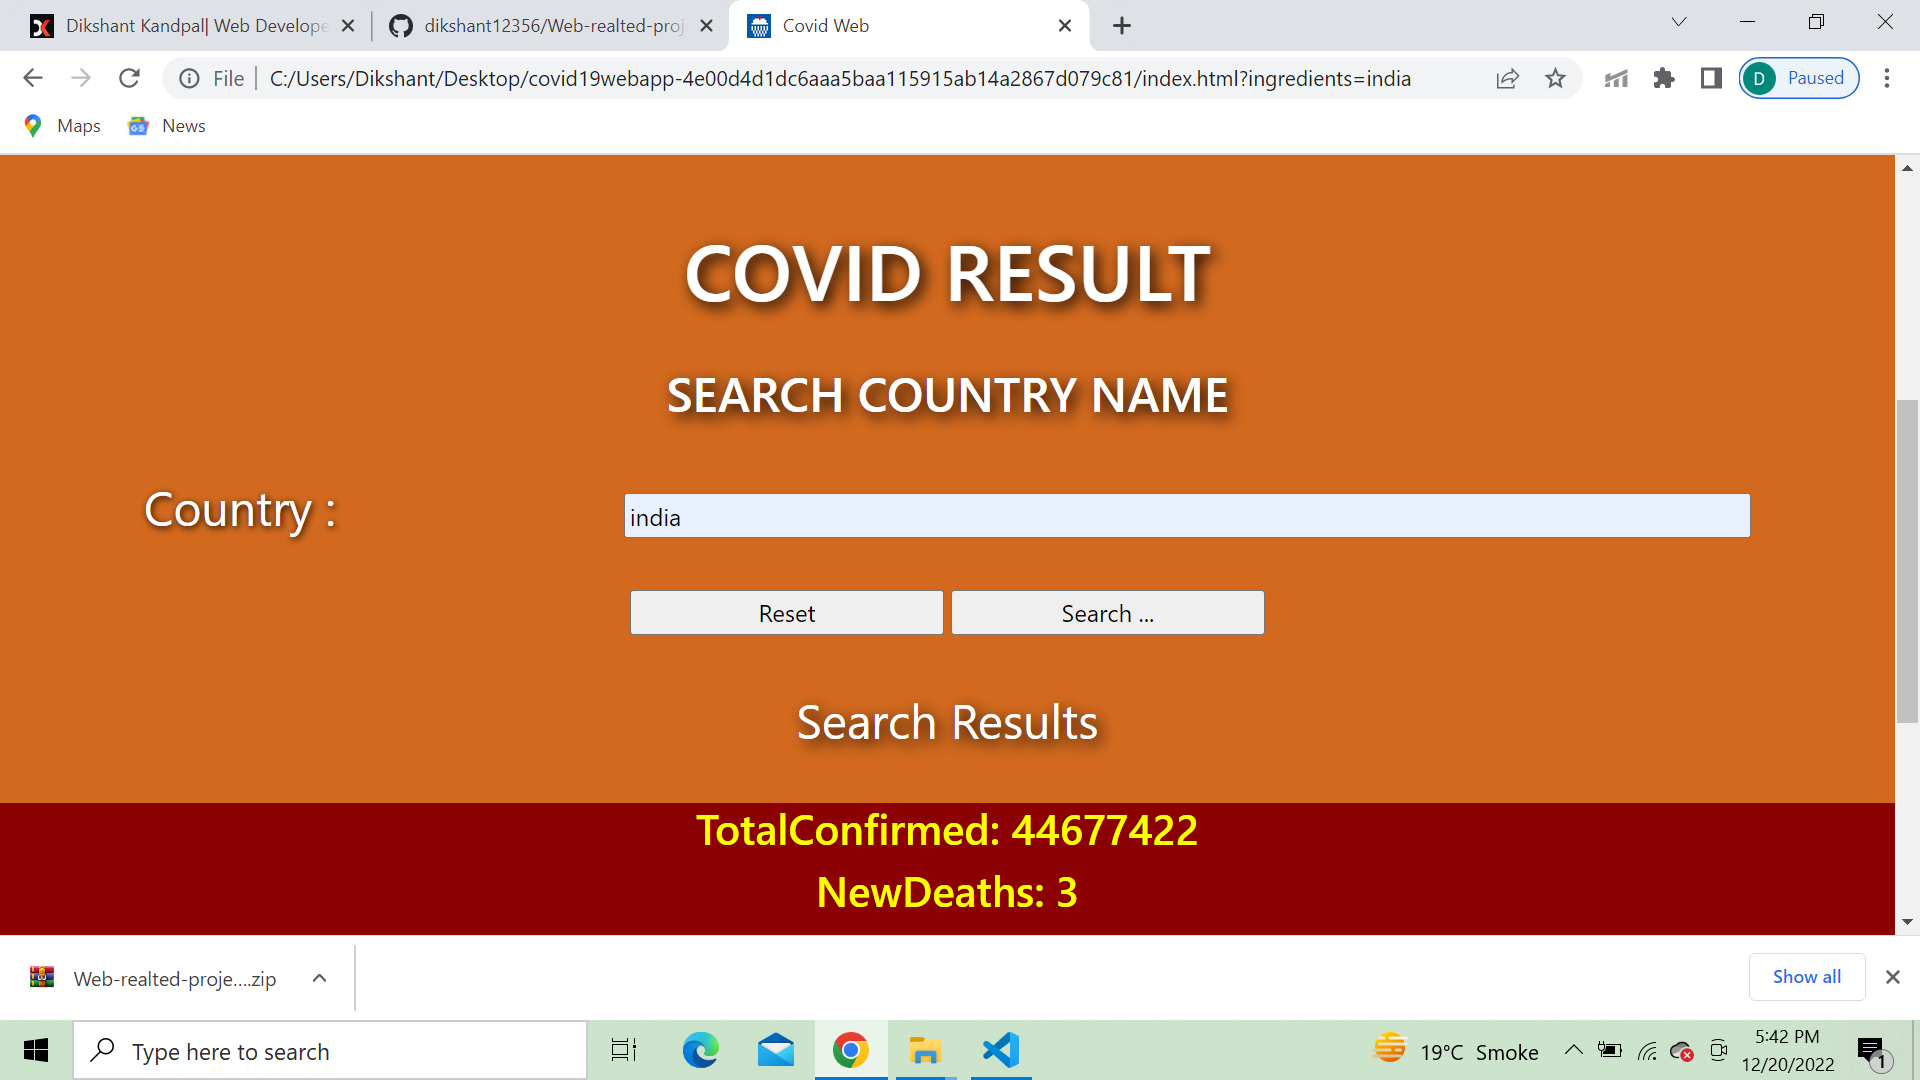 Dikshant Kandpal| Web Develope
dikshant12356/Web-realted-proj
Covid Web
File
C:/Users/Dikshant/Desktop/covid19webapp-4e00d4d1dc6aaa5baa115915ab14a2867d079c81/index.html?ingredients=india
D Paused
Maps
News
COVID RESULT
SEARCH COUNTRY NAME
Country :
india
Reset
Search ...
Search Results
TotalConfirmed: 44677422
NewDeaths: 3
Web-realted-proje....zip
Show all
Type here to search
19°C Smoke
5:42 PM
12/20/2022
1